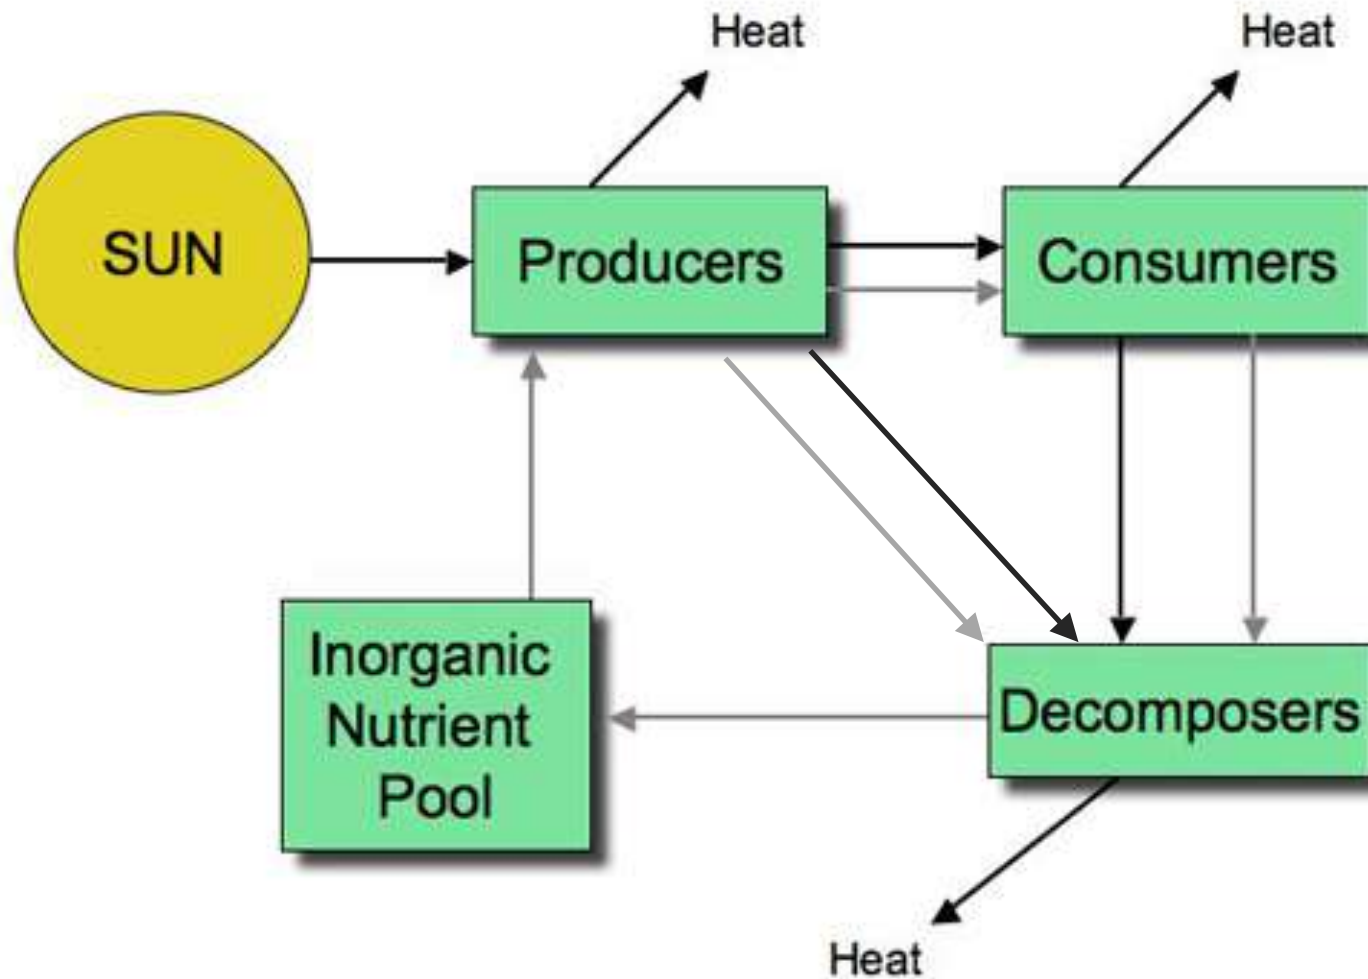 Heat
Heat
SUN
Producers
Consumers
Inorganic
Nutrient
Pool
Decomposers
Heat